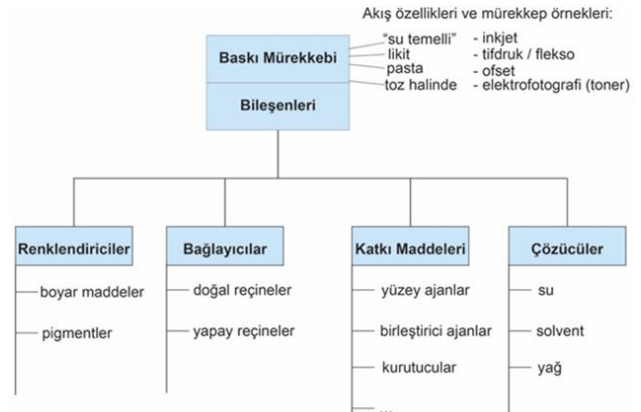 Akış özellikleri ve mürekkep örnekleri:
Baskı Mürekkebi
"su temelli" - inkjet
likit - tifdruk / flekso
pasta - ofset
toz halinde - elektrofotografi (toner)
Bileşenleri
Renklendiriciler
boyar maddeler
pigmentler
Bağlayıcılar
doğal reçineler
yapay reçineler
Katkı Maddeleri
yüzey ajanlar
birleştirici ajanlar
kurutucular
...
Çözücüler
su
solvent
yağ